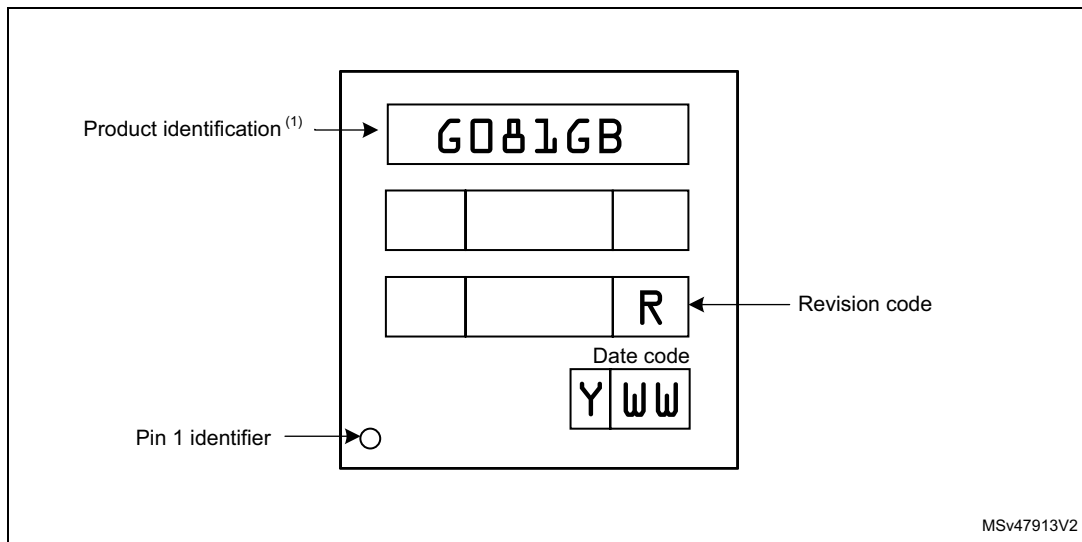 Product identification (1)
G081GB
R
Revision code
Date code
Y WW
Pin 1 identifier
MSv47913V2